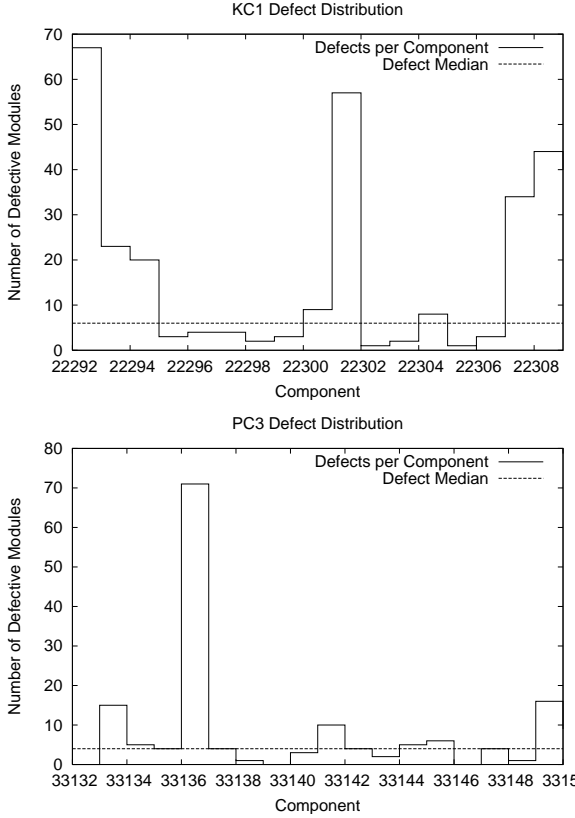 KC1 Defect Distribution
70
60
50
40
30
20
10
0
Number of Defective Modules
Defects per Component
Defect Median
22292 22294 22296 22298 22300 22302 22304 22306 22308
Component
PC3 Defect Distribution
80
70
60
50
40
30
20
10
0
Number of Defective Modules
Defects per Component
Defect Median
33132 33134 33136 33138 33140 33142 33144 33146 33148 3315
Component